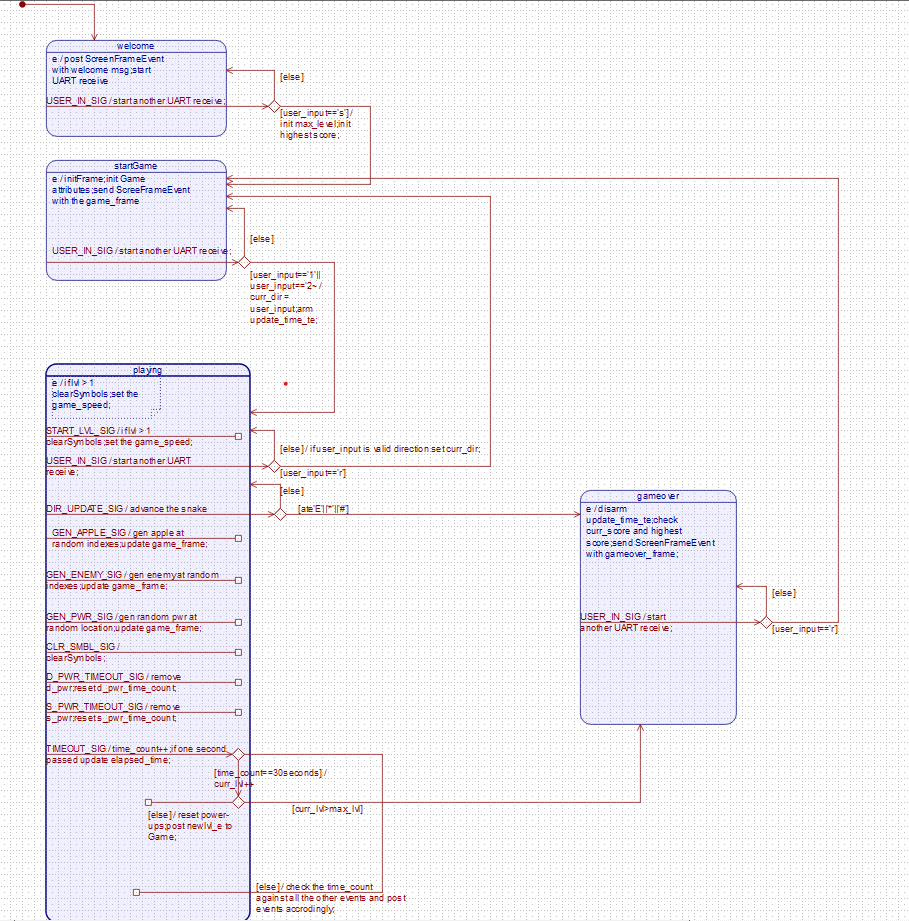 welcome
e / post ScreenFrameEvent
with welcome msg;start
UART receive
[else]
USER_IN_SIG / start another UART receive;
[user_input=='s'] /
init max_level;init
highest score;
startGame
e / initFrame;init Game
attributes;send ScreeFrameEvent
with the game_frame
[else]
USER_IN_SIG / start another UART receive;
[user_input=='1'||
user_input=='2~ /
curr_dir =
user_input;arm
update_time_te;
playing
e / if lvl > 1
clearSymbols;set the
game_speed;
START_LVL_SIG / if lvl > 1
clearSymbols;set the game_speed;
[else] / if user_input is valid direction set curr_dir;
USER_IN_SIG / start another UART
receive;
[user_input=='r']
[else]
DIR_UPDATE_SIG / advance the snake
[ate'E'|'*'||'#']
GEN_APPLE_SIG / gen apple at
random indexes;update game_frame;
GEN_ENEMY_SIG / gen enemy at random
indexes;update game_frame;
GEN_PWR_SIG / gen random pwr at
random location;update game_frame;
CLR_SMBL_SIG /
clearSymbols;
D_PWR_TIMEOUT_SIG / remove
d_pwr;reset d_pwr_time_count;
S_PWR_TIMEOUT_SIG / remove
s_pwr;reset s_pwr_time_count;
TIMEOUT_SIG / time_count++;if one second
passed update elapsed_time;
[time_count==30seconds] /
curr_lvl++
[curr_lvl>max_lvl]
[else] / reset power-
ups;post newlvl_e to
Game;
[else] / check the time_count
against all the other events and post
events accrodingly;
gameover
e / disarm
update_time_te;check
curr_score and highest
score;send ScreenFrameEvent
with gameover_frame;
[else]
USER_IN_SIG / start
another UART receive;
[user_input=='r']